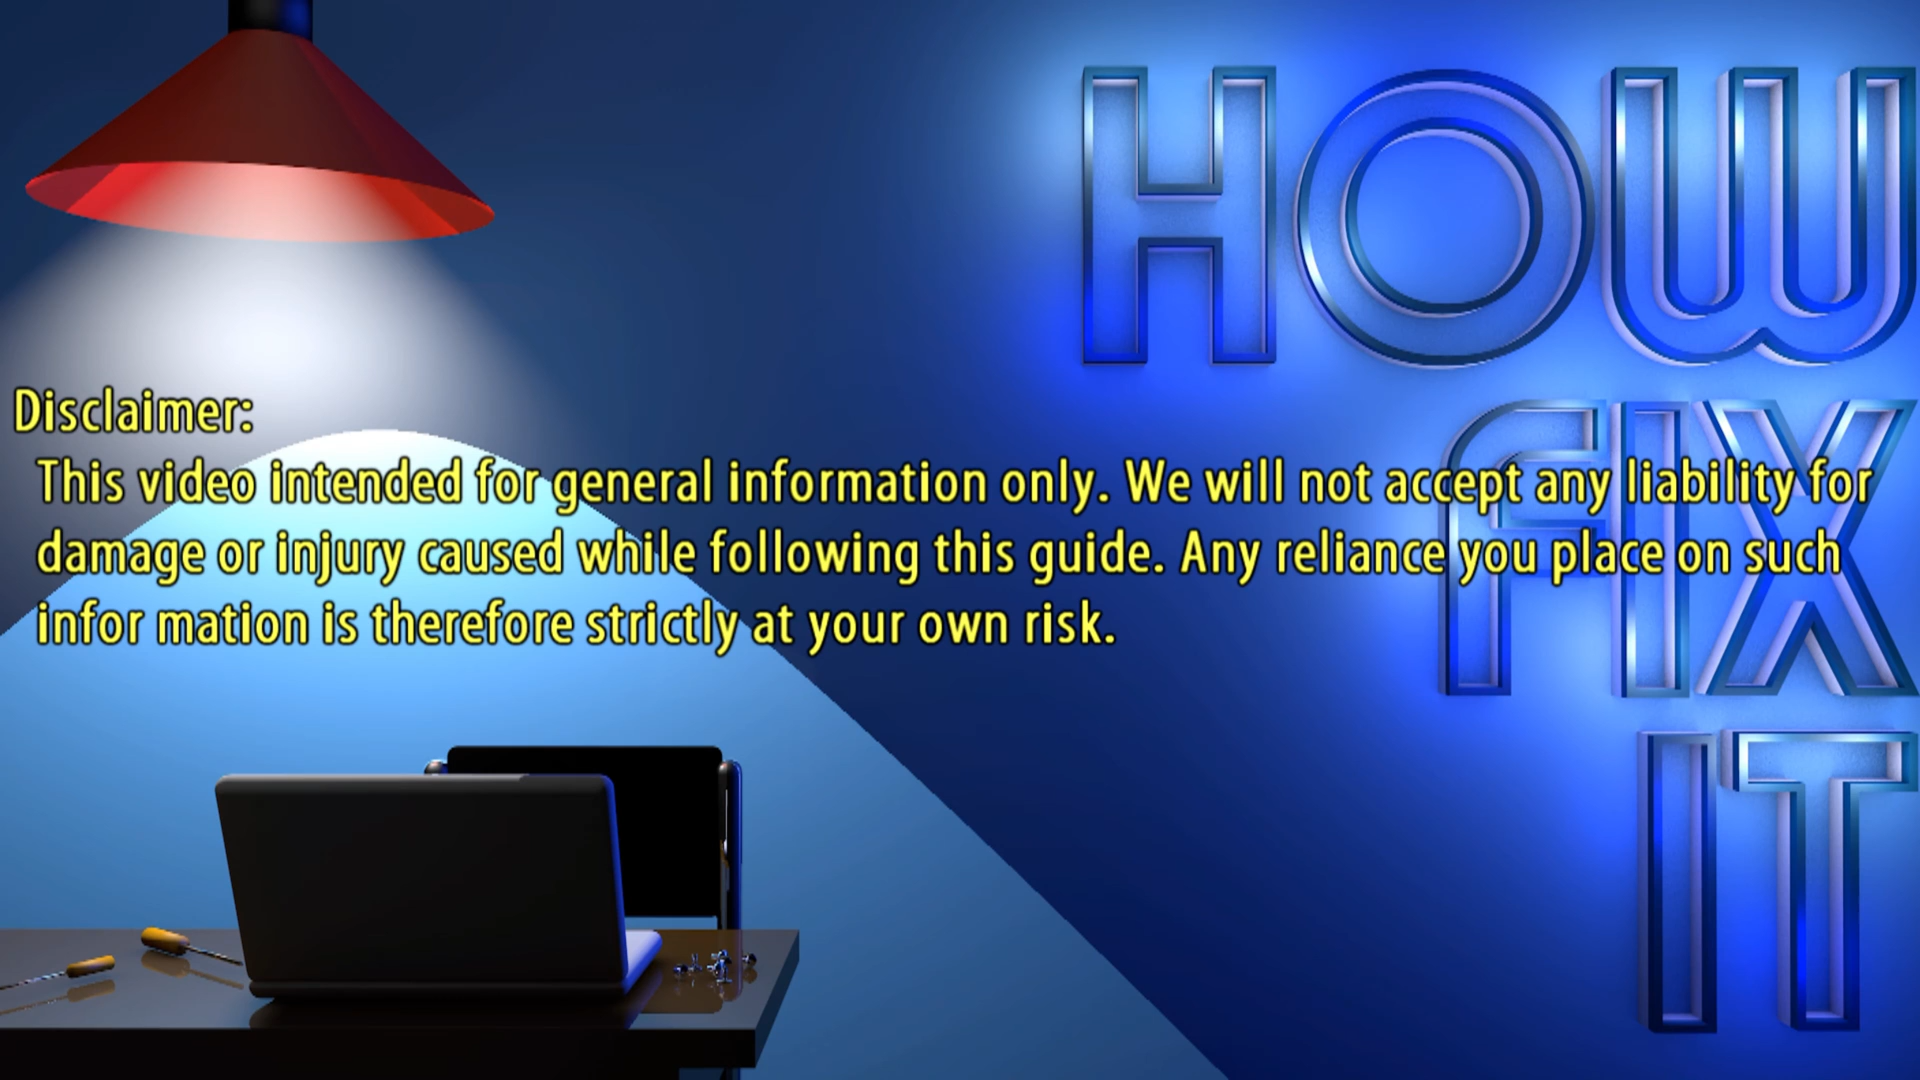 HOW
FIX
IT
Disclaimer:
This video intended for general information only. We will not accept any liability for
damage or injury caused while following this guide. Any reliance you place on such
infor mation is therefore strictly at your own risk.